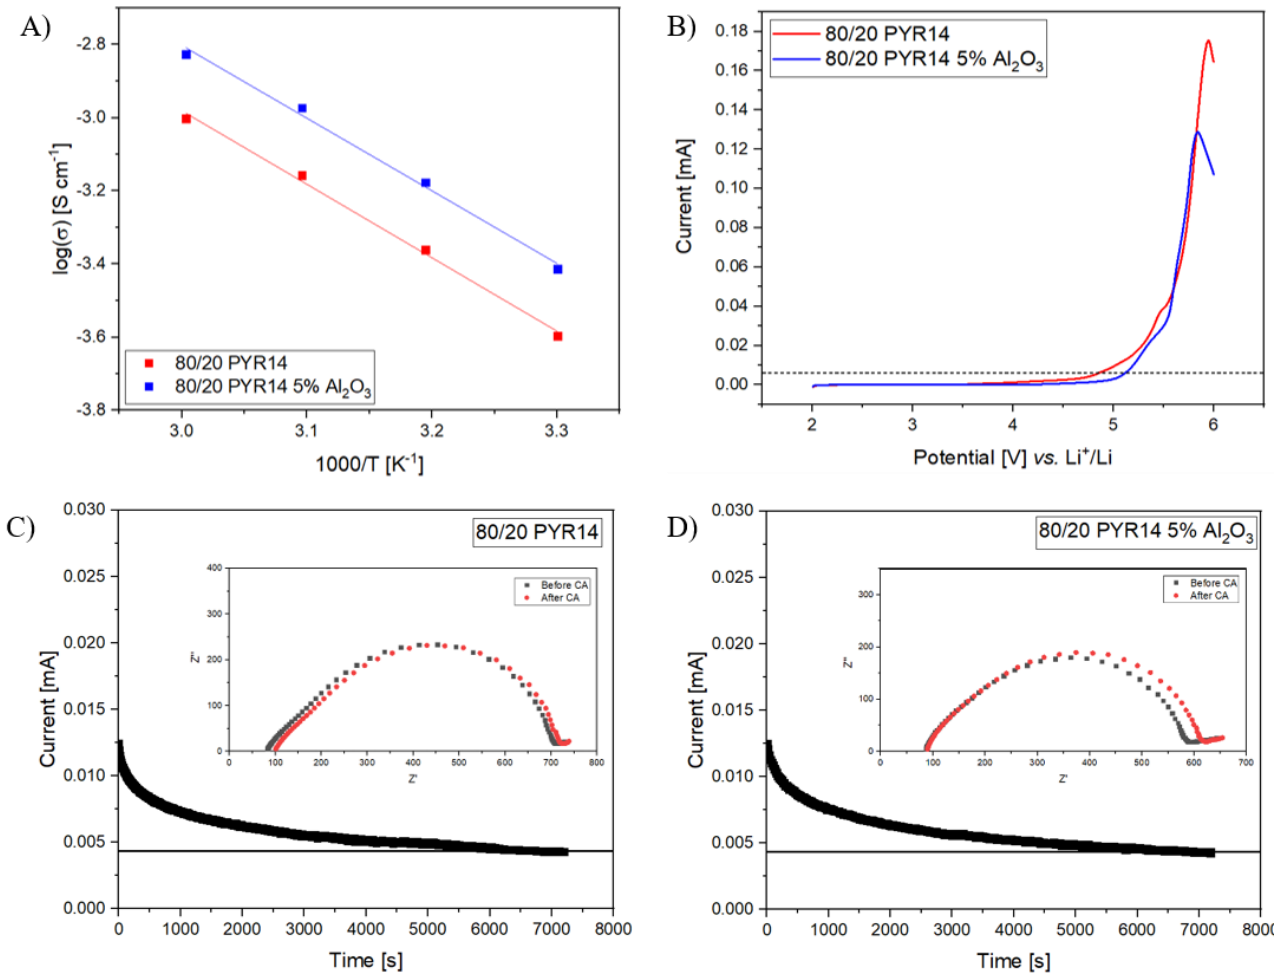 A)
log(σ) [S cm⁻¹]
-2.8
-3.0
-3.2
-3.4
-3.6
-3.8
80/20 PYR14
80/20 PYR14 5% Al₂O₃
3.0 3.1 3.2 3.3
1000/T [K⁻¹]
B)
Current [mA]
0.18
0.16
0.14
0.12
0.10
0.08
0.06
0.04
0.02
0.00
80/20 PYR14
80/20 PYR14 5% Al₂O₃
2 3 4 5 6
Potential [V] vs. Li⁺/Li
C)
Current [mA]
0.030
0.025
0.020
0.015
0.010
0.005
0.000
80/20 PYR14
Z''
400
300
200
100
0
Before CA
After CA
0 100 200 300 400 500 600 700 800
Z'
0 1000 2000 3000 4000 5000 6000 7000 8000
Time [s]
D)
Current [mA]
0.030
0.025
0.020
0.015
0.010
0.005
0.000
80/20 PYR14 5% Al₂O₃
Z''
300
200
100
0
Before CA
After CA
0 100 200 300 400 500 600 700
Z'
0 1000 2000 3000 4000 5000 6000 7000 8000
Time [s]